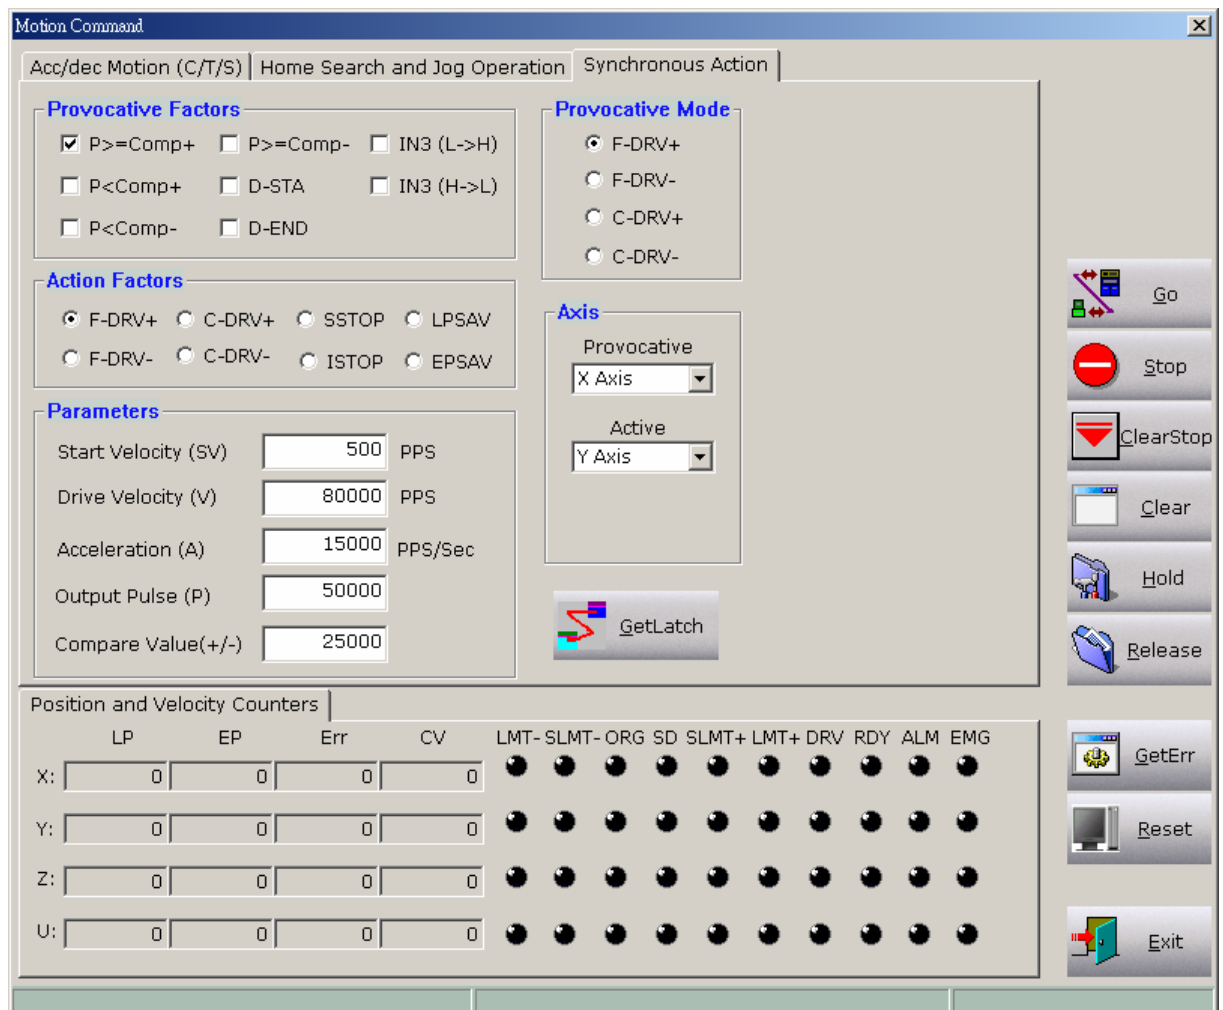 Motion Command
Acc/dec Motion (C/T/S) Home Search and Jog Operation Synchronous Action
Provocative Factors
P>=Comp+ P>=Comp- IN3 (L->H)
P<Comp+ D-STA IN3 (H->L)
P<Comp- D-END
Provocative Mode
F-DRV+
F-DRV-
C-DRV+
C-DRV-
Action Factors
F-DRV+ C-DRV+ SSTOP LPSAV
F-DRV- C-DRV- ISTOP EPSAV
Axis
Provocative
X Axis
Active
Y Axis
Parameters
Start Velocity (SV) 500 PPS
Drive Velocity (V) 80000 PPS
Acceleration (A) 15000 PPS/Sec
Output Pulse (P) 50000
Compare Value(+/-) 25000
GetLatch
Go
Stop
ClearStop
Clear
Hold
Release
Position and Velocity Counters
LP EP Err CV LMT- SLMT- ORG SD SLMT+ LMT+ DRV RDY ALM EMG
X: 0 0 0 0
Y: 0 0 0 0
Z: 0 0 0 0
U: 0 0 0 0
GetErr
Reset
Exit